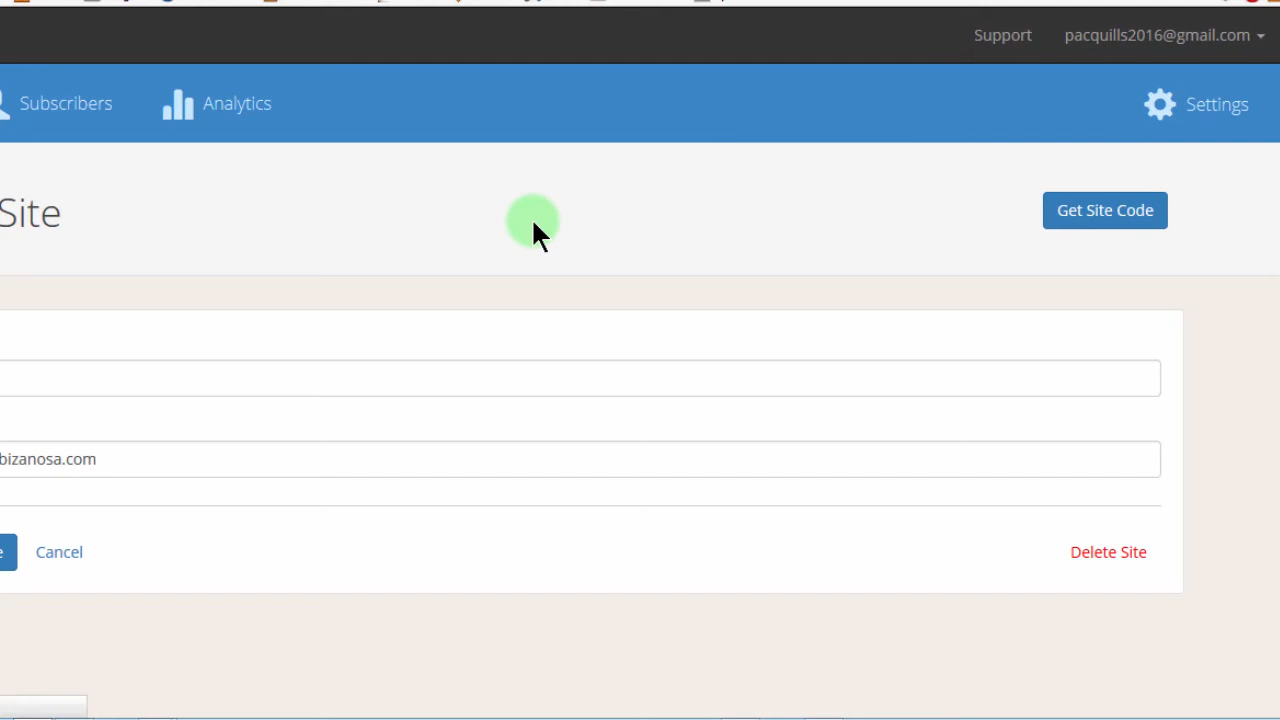 Support pacquills2016@gmail.com
Subscribers Analytics Settings
Site Get Site Code
bizanosa.com
Cancel Delete Site